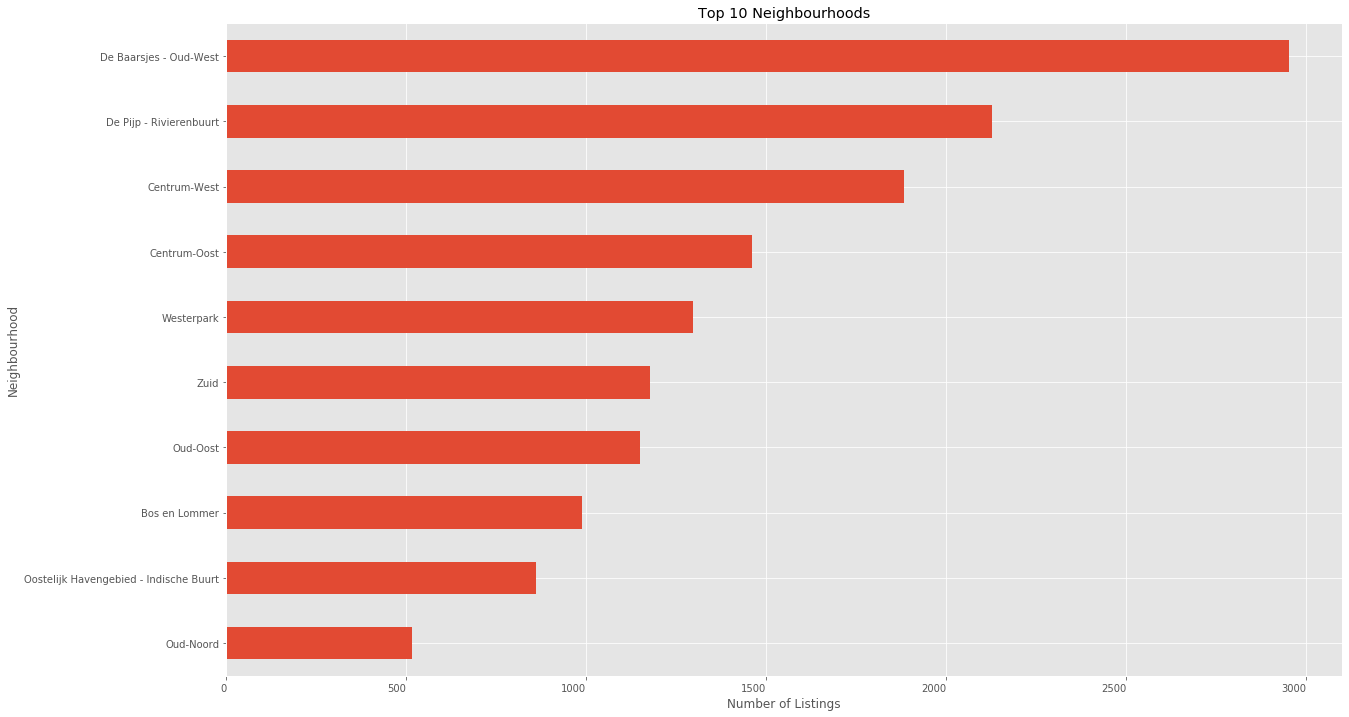 Top 10 Neighbourhoods
De Baarsjes - Oud-West
De Pijp - Rivierenbuurt
Centrum-West
Centrum-Oost
Westerpark
Zuid
Oud-Oost
Bos en Lommer
Oostelijk Havengebied - Indische Buurt
Oud-Noord
Neighbourhood
0 500 1000 1500 2000 2500 3000
Number of Listings